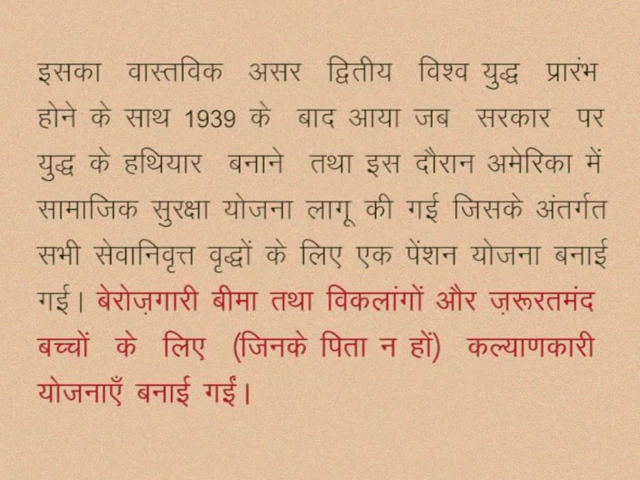 इसका वास्तविक असर द्वितीय विश्व युद्ध प्रारंभ
होने के साथ 1939 के बाद आया जब सरकार पर
युद्ध के हथियार बनाने तथा इस दौरान अमेरिका में
सामाजिक सुरक्षा योजना लागू की गई जिसके अंतर्गत
सभी सेवानिवृत्त वृद्धों के लिए एक पेंशन योजना बनाई
गई। बेरोज़गारी बीमा तथा विकलांगों और ज़रूरतमंद
बच्चों के लिए (जिनके पिता न हों) कल्याणकारी
योजनाएँ बनाई गईं।